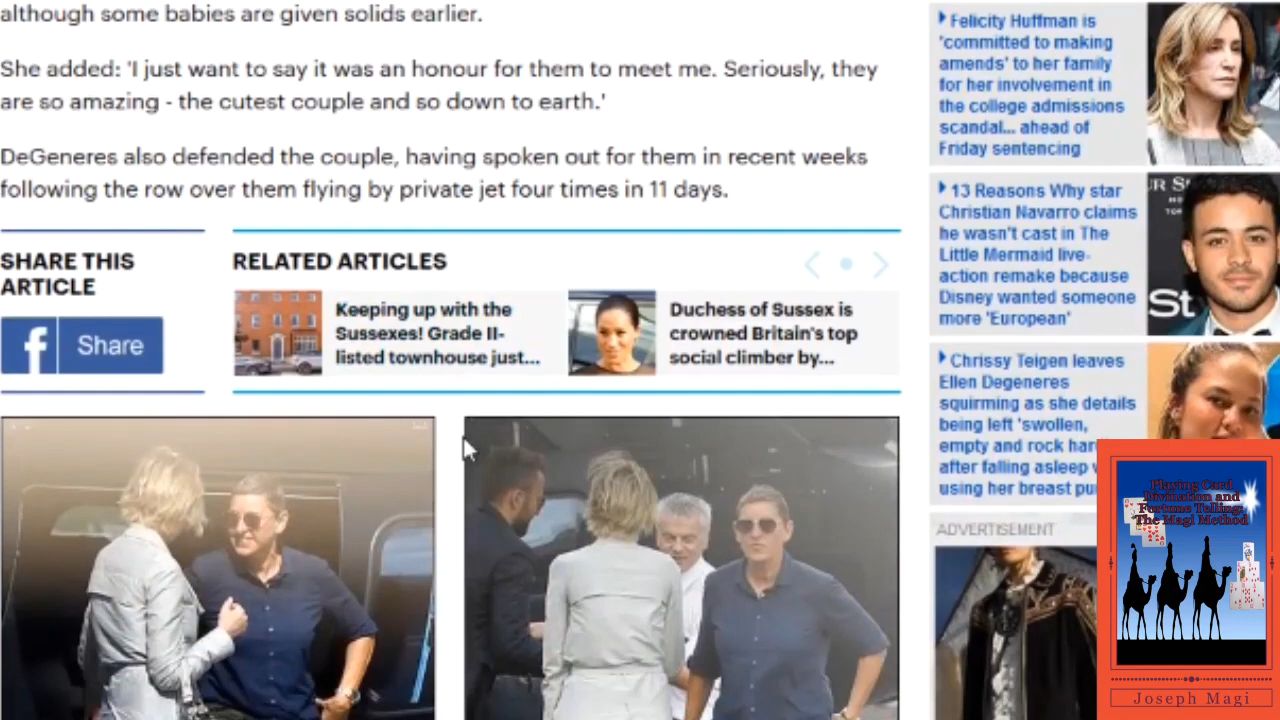 although some babies are given solids earlier.
She added: 'I just want to say it was an honour for them to meet me. Seriously, they
are so amazing - the cutest couple and so down to earth.'
DeGeneres also defended the couple, having spoken out for them in recent weeks
following the row over them flying by private jet four times in 11 days.
SHARE THIS
ARTICLE
Share
RELATED ARTICLES
Keeping up with the
Sussexes! Grade II-
listed townhouse just...
Duchess of Sussex is
crowned Britain's top
social climber by...
Felicity Huffman is
'committed to making
amends' to her family
for her involvement in
the college admissions
scandal... ahead of
Friday sentencing
13 Reasons Why star
Christian Navarro claims
he wasn't cast in The
Little Mermaid live-
action remake because
Disney wanted someone
more 'European'
Chrissy Teigen leaves
Ellen Degeneres
squirming as she details
being left 'swollen,
empty and rock
after falling asleep
using her breast
ADVERTISEMENT
Playing Card
Divination and
Fortune Telling:
The Magi Method
Joseph Magi